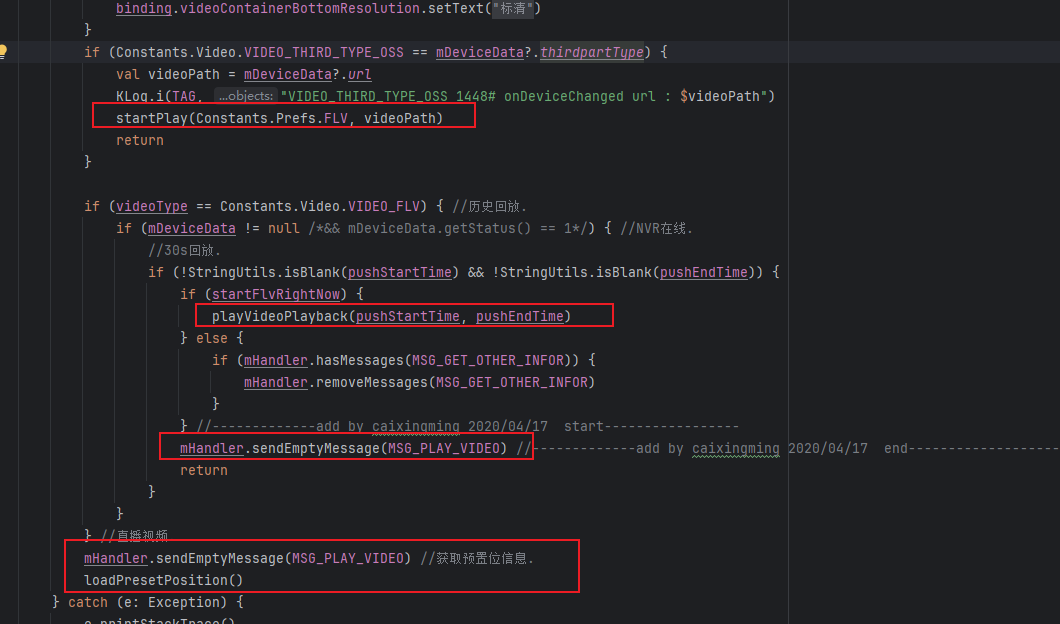 binding.videoContainerBottomResolution.setText("标清")
}
if (Constants.Video.VIDEO_THIRD_TYPE_OSS == mDeviceData?.thirdpartType) {
val videoPath = mDeviceData?.url
KLog.i(TAG, ...objects: "VIDEO_THIRD_TYPE_OSS 1448# onDeviceChanged url : $videoPath")
startPlay(Constants.Prefs.FLV, videoPath)
return
}
if (videoType == Constants.Video.VIDEO_FLV) { //历史回放.
if (mDeviceData != null /*&& mDeviceData.getStatus() == 1*/) { //NVR在线.
//30s回放.
if (!StringUtils.isBlank(pushStartTime) && !StringUtils.isBlank(pushEndTime)) {
if (startFlvRightNow) {
playVideoPlayback(pushStartTime, pushEndTime)
} else {
if (mHandler.hasMessages(MSG_GET_OTHER_INFOR)) {
mHandler.removeMessages(MSG_GET_OTHER_INFOR)
}
} //-------------add by caixingming 2020/04/17  start-----------------
mHandler.sendEmptyMessage(MSG_PLAY_VIDEO) //-------------add by caixingming 2020/04/17  end-------------------
return
}
}
} //直播视频
mHandler.sendEmptyMessage(MSG_PLAY_VIDEO) //获取预置位信息.
loadPresetPosition()
} catch (e: Exception) {
e.printStackTrace()